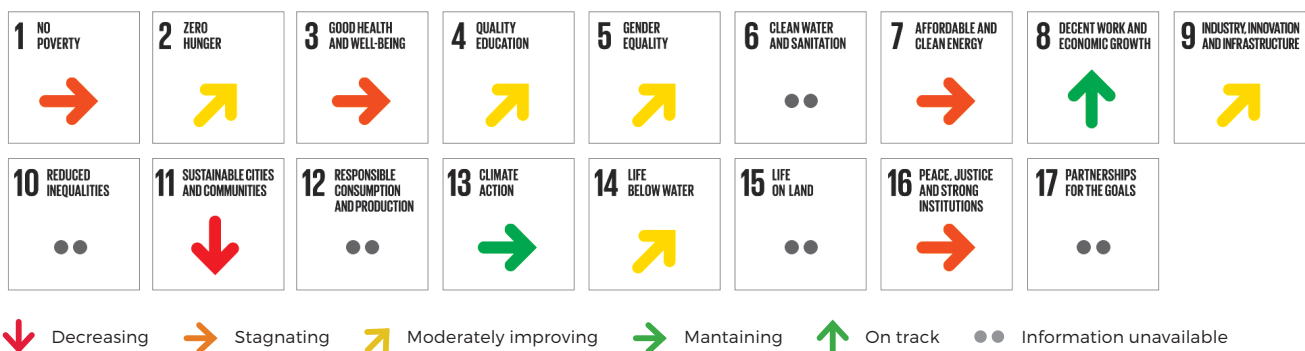 1 NO
POVERTY
2 ZERO
HUNGER
3 GOOD HEALTH
AND WELL-BEING
4 QUALITY
EDUCATION
5 GENDER
EQUALITY
6 CLEAN WATER
AND SANITATION
7 AFFORDABLE AND
CLEAN ENERGY
8 DECENT WORK AND
ECONOMIC GROWTH
9 INDUSTRY, INNOVATION
AND INFRASTRUCTURE
10 REDUCED
INEQUALITIES
11 SUSTAINABLE CITIES
AND COMMUNITIES
12 RESPONSIBLE
CONSUMPTION
AND PRODUCTION
13 CLIMATE
ACTION
14 LIFE
BELOW WATER
15 LIFE
ON LAND
16 PEACE, JUSTICE
AND STRONG
INSTITUTIONS
17 PARTNERSHIPS
FOR THE GOALS
Decreasing
Stagnating
Moderately improving
Mantaining
On track
Information unavailable